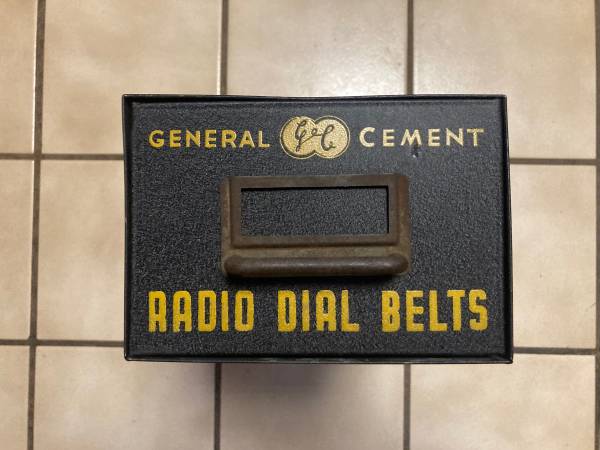 GENERAL G&C CEMENT
RADIO DIAL BELTS